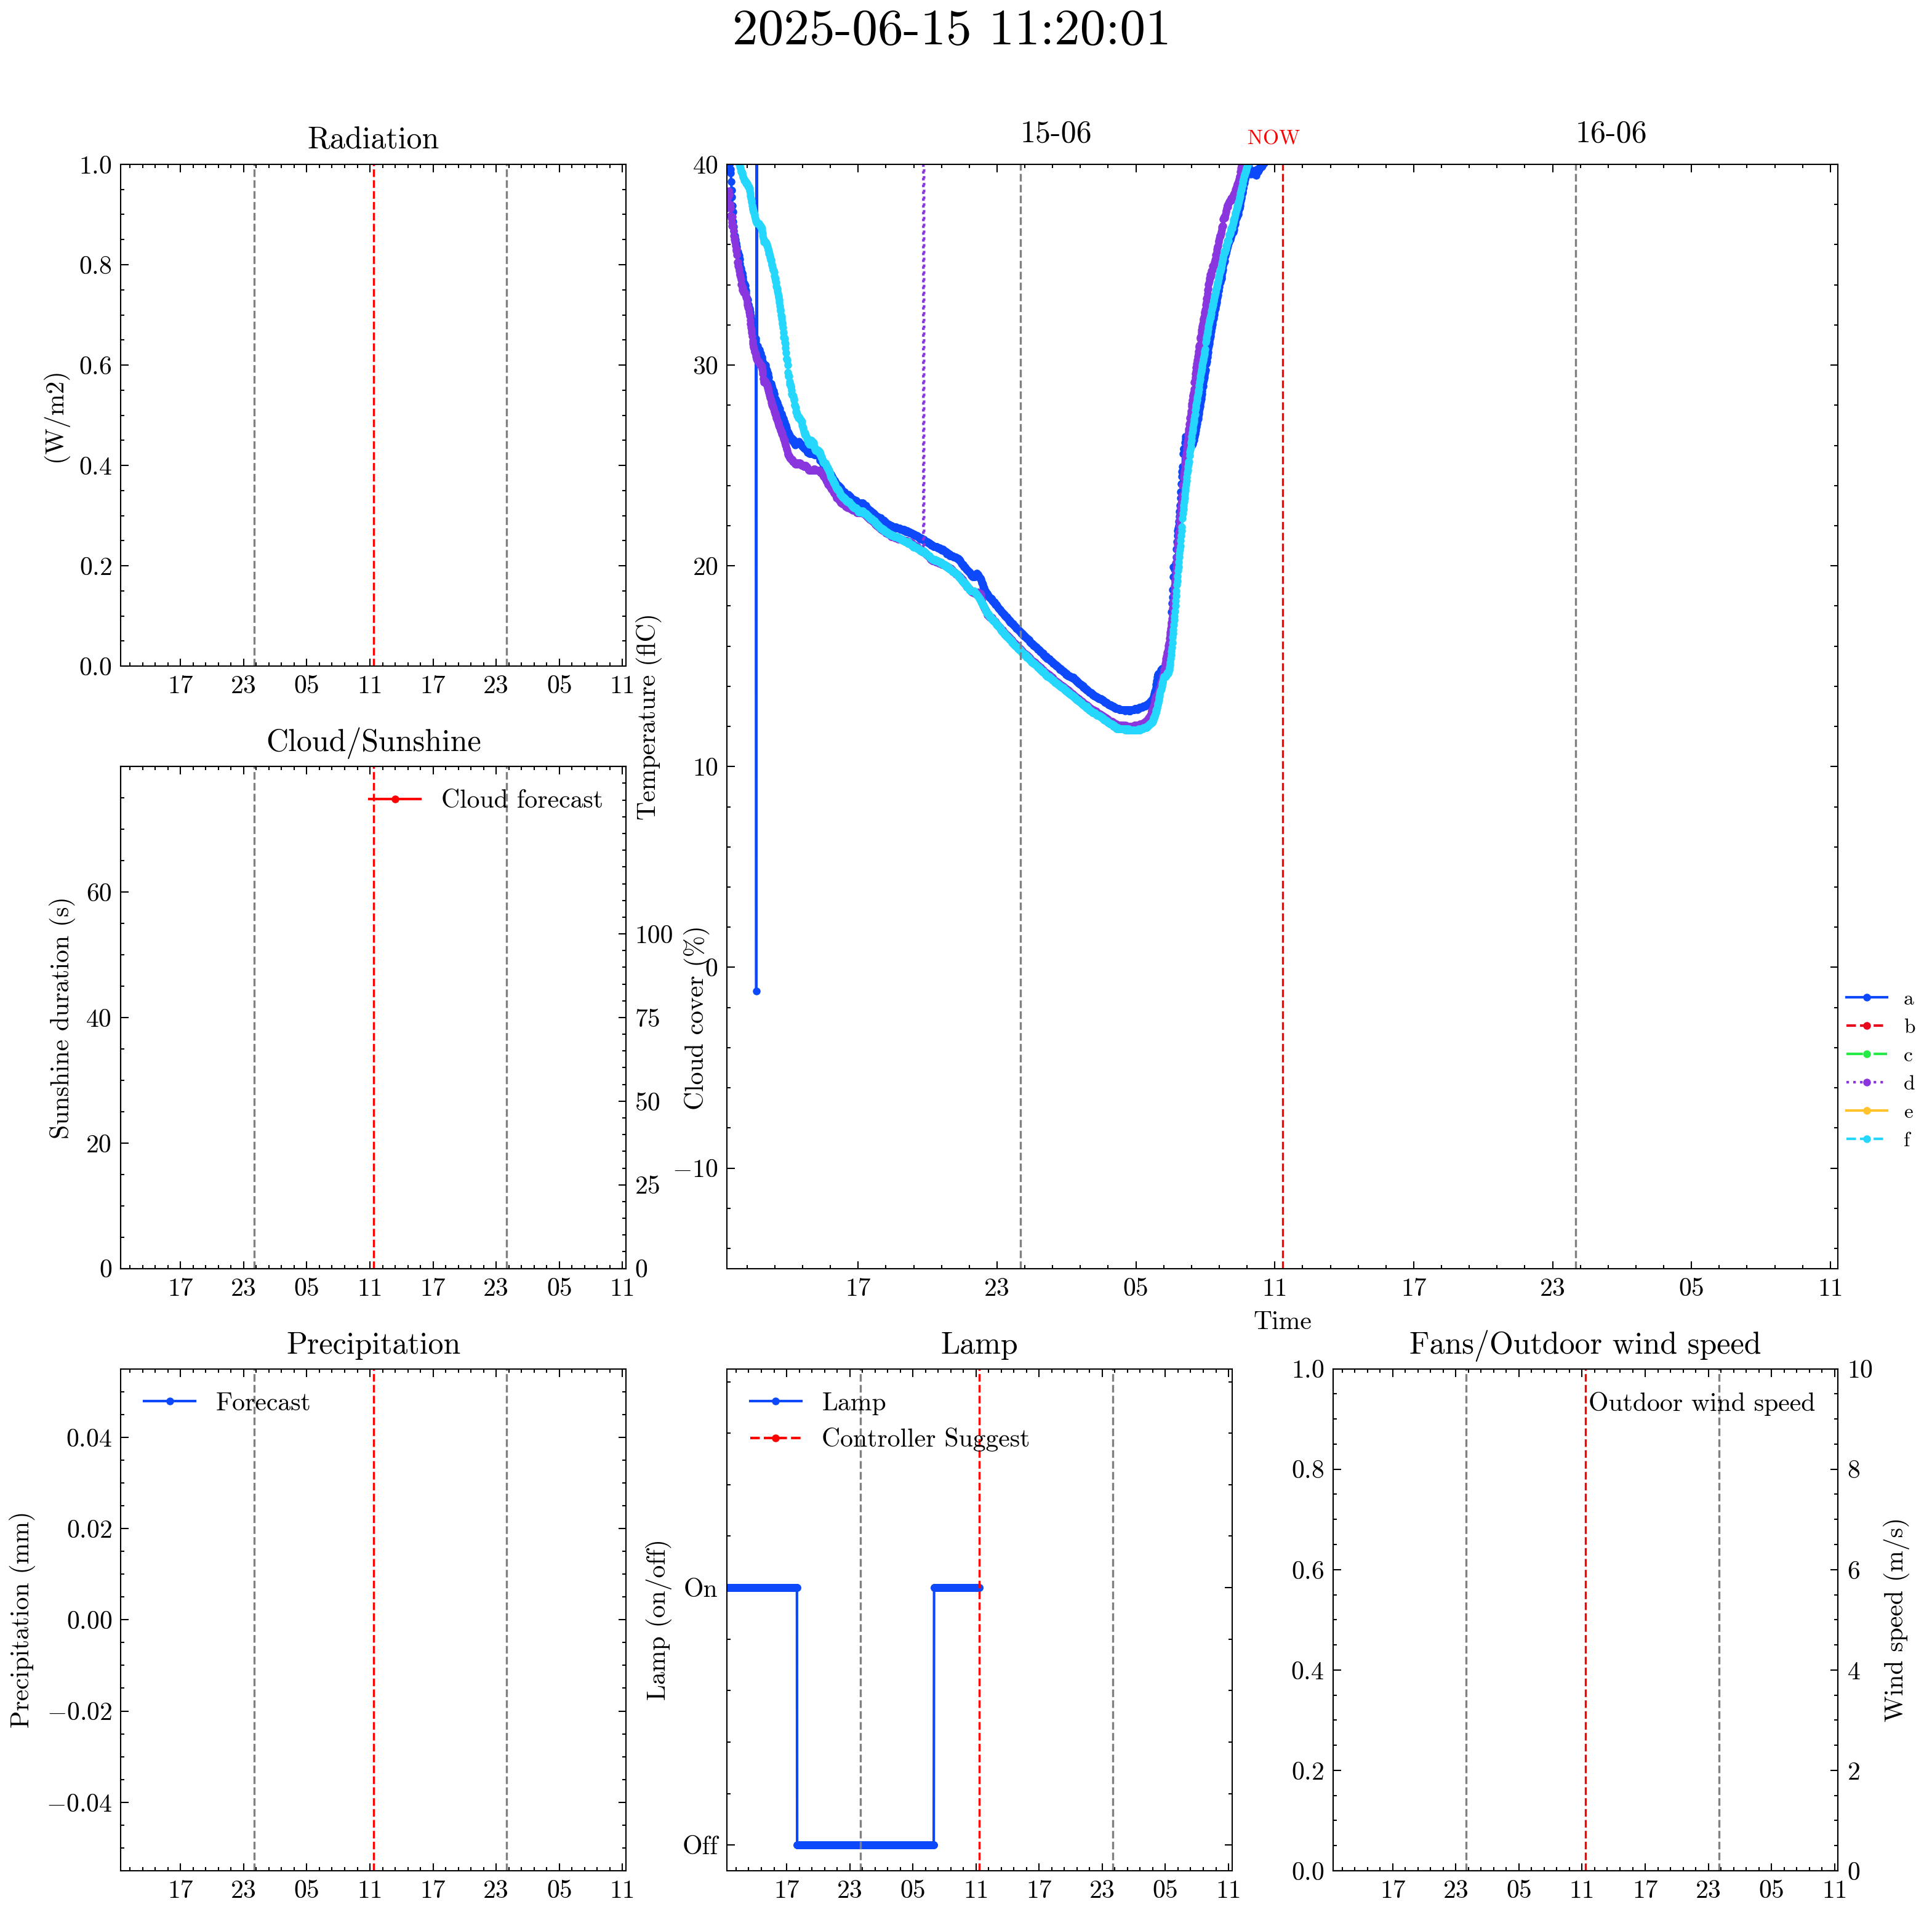 2025-06-15 11:20:01
Radiation
15-06
NOW
16-06
1.0
0.8
0.6
0.4
0.2
0.0
(W/m2)
17 23 05 11 17 23 05 11
40
30
20
10
0
−10
Temperature (flC)
17 23 05 11 17 23 05 11
Time
a
b
c
d
e
f
Cloud/Sunshine
Cloud forecast
60
40
20
0
Sunshine duration (s)
100
75
50
25
0
Cloud cover (%)
17 23 05 11 17 23 05 11
Precipitation
Forecast
0.04
0.02
0.00
−0.02
−0.04
Precipitation (mm)
17 23 05 11 17 23 05 11
Lamp
Lamp
Controller Suggest
On
Off
Lamp (on/off)
17 23 05 11 17 23 05 11
Fans/Outdoor wind speed
Outdoor wind speed
1.0
0.8
0.6
0.4
0.2
0.0
10
8
6
4
2
0
Wind speed (m/s)
17 23 05 11 17 23 05 11